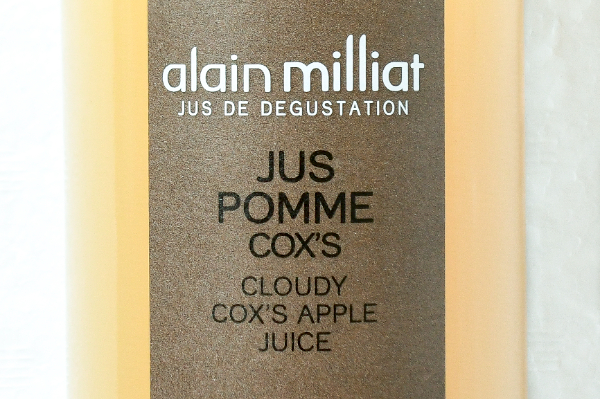 alain milliat
JUS DE DEGUSTATION
JUS
POMME
COX'S
CLOUDY
COX'S APPLE
JUICE